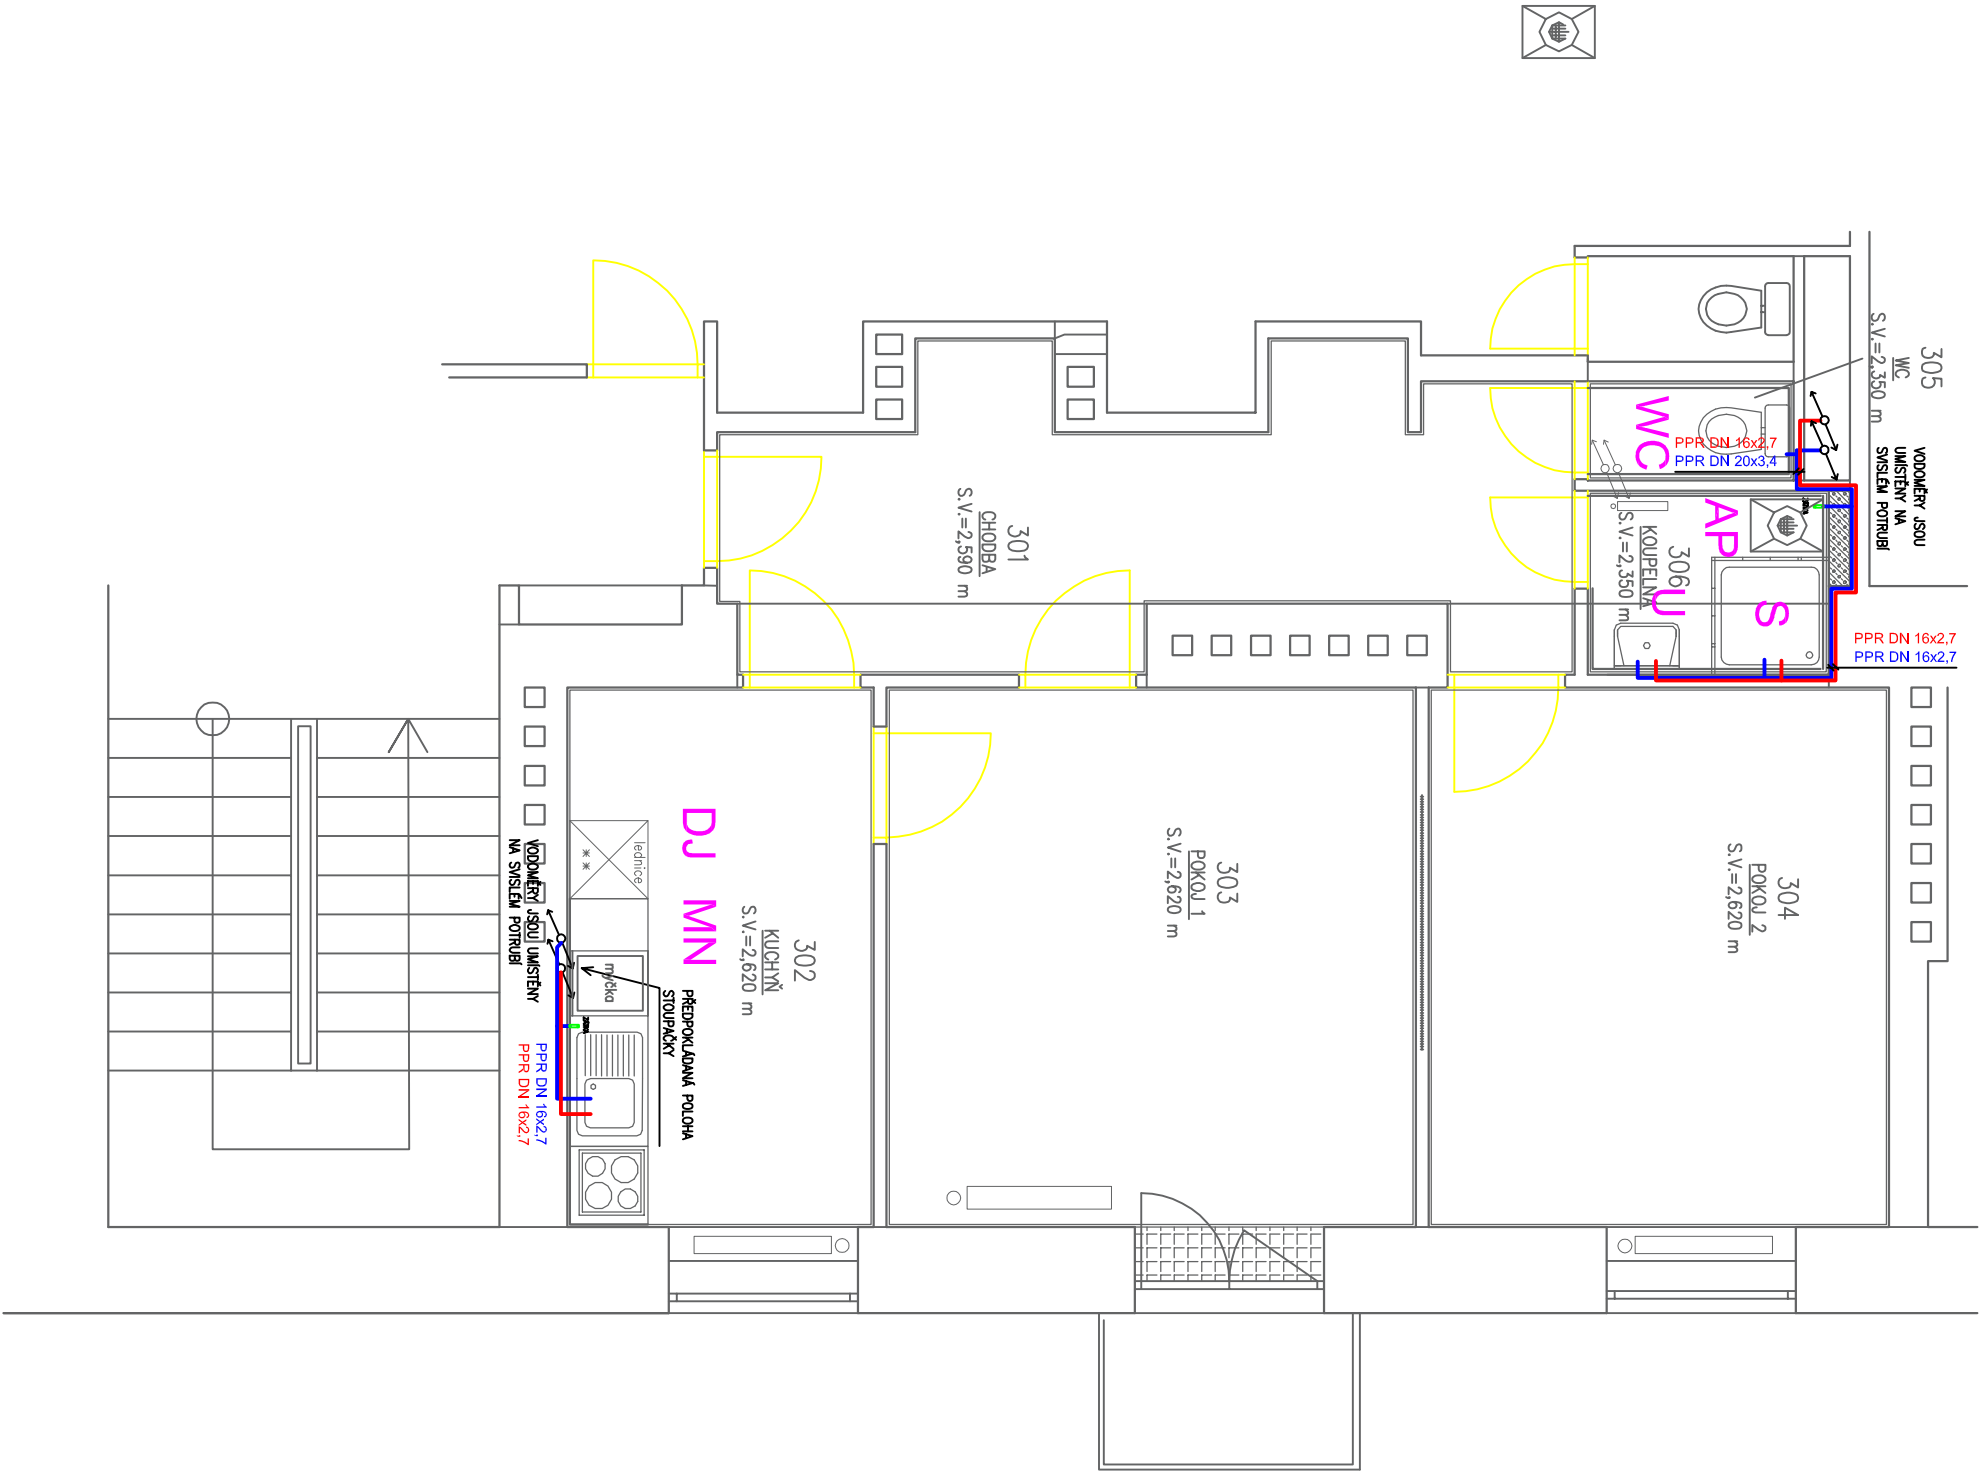 305
WC
S.V.=2,350 m
VODOMĚRY JSOU
UMÍSTĚNY NA
SVISLÉM POTRUBÍ
WC
PPR DN 16x2,7
PPR DN 20x3,4
AP
306
KOUPELNA
S.V.=2,350 m
U
S
PPR DN 16x2,7
PPR DN 16x2,7
301
CHODBA
S.V.=2,590 m
304
POKOJ 2
S.V.=2,620 m
303
POKOJ 1
S.V.=2,620 m
302
KUCHYŇ
S.V.=2,620 m
DJ MN
lednice
**
myčka
VODOMĚRY JSOU UMÍSTĚNY
NA SVISLÉM POTRUBÍ
PŘEDPOKLÁDANÁ POLOHA
STOUPAČKY
PPR DN 16x2,7
PPR DN 16x2,7